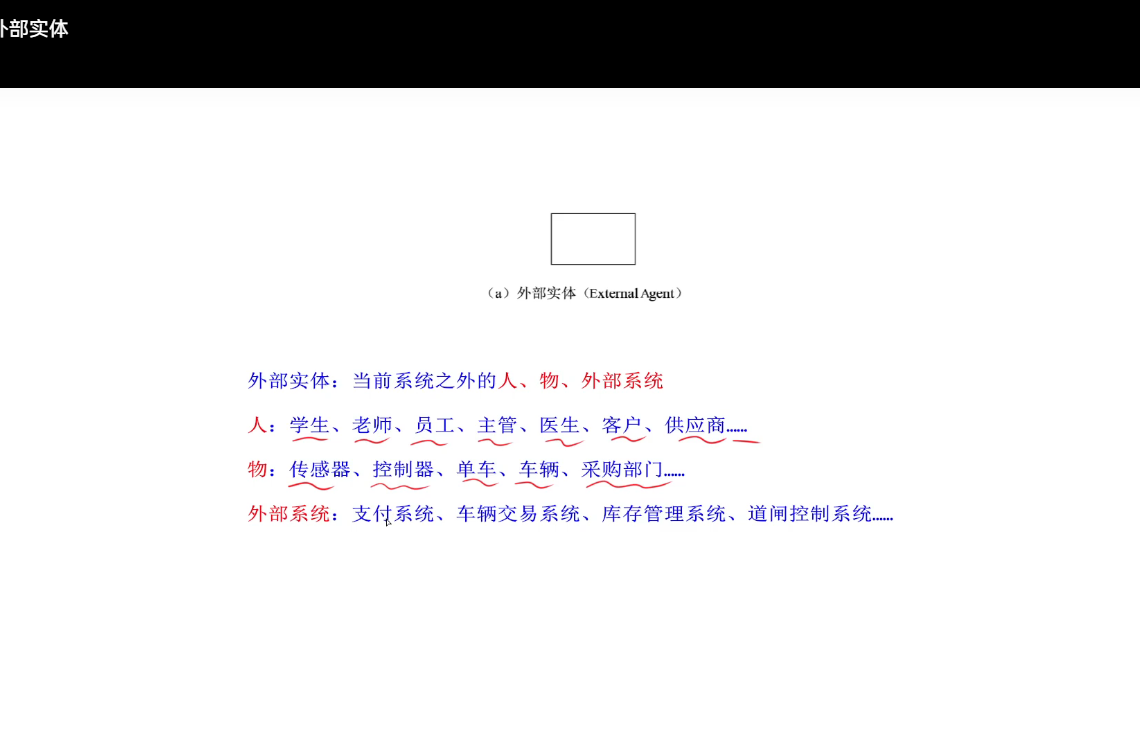 外部实体
（a）外部实体（External Agent）
外部实体：当前系统之外的人、物、外部系统
人：学生、老师、员工、主管、医生、客户、供应商......
物：传感器、控制器、单车、车辆、采购部门......
外部系统：支付系统、车辆交易系统、库存管理系统、道闸控制系统......